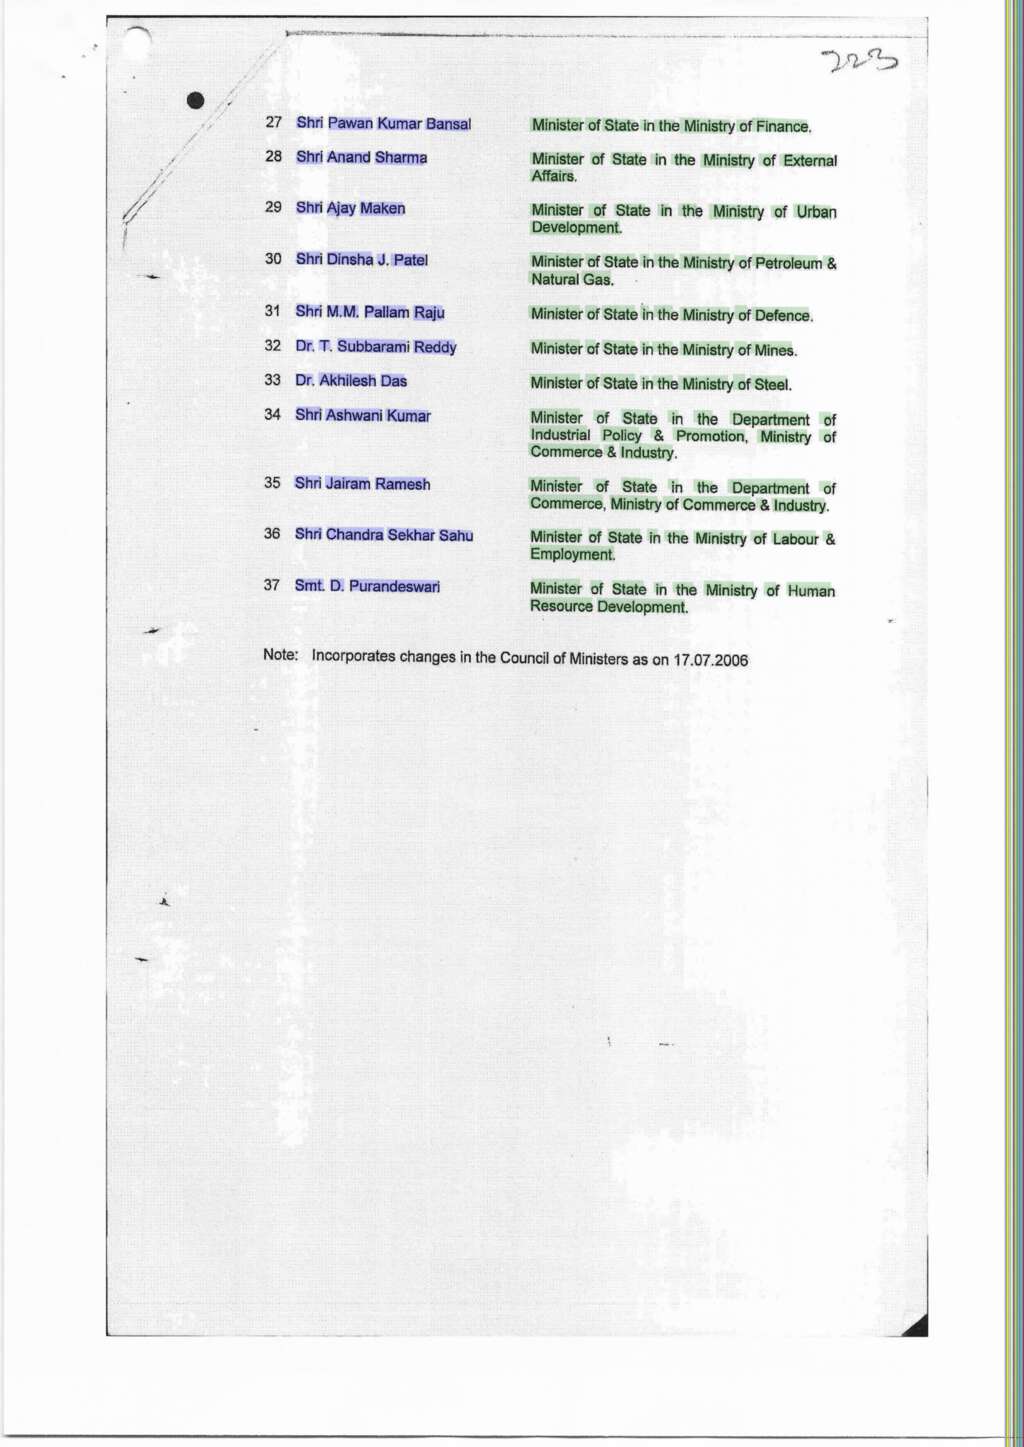 223
27 Shri Pawan Kumar Bansal Minister of State in the Ministry of Finance.
28 Shri Anand Sharma Minister of State in the Ministry of External
Affairs.
29 Shri Ajay Maken Minister of State in the Ministry of Urban
Development.
30 Shri Dinsha J. Patel Minister of State in the Ministry of Petroleum &
Natural Gas.
31 Shri M.M. Pallam Raju Minister of State in the Ministry of Defence.
32 Dr. T. Subbarami Reddy Minister of State in the Ministry of Mines.
33 Dr. Akhilesh Das Minister of State in the Ministry of Steel.
34 Shri Ashwani Kumar Minister of State in the Department of
Industrial Policy & Promotion, Ministry of
Commerce & Industry.
35 Shri Jairam Ramesh Minister of State in the Department of
Commerce, Ministry of Commerce & Industry.
36 Shri Chandra Sekhar Sahu Minister of State in the Ministry of Labour &
Employment.
37 Smt. D. Purandeswari Minister of State in the Ministry of Human
Resource Development.
Note: Incorporates changes in the Council of Ministers as on 17.07.2006